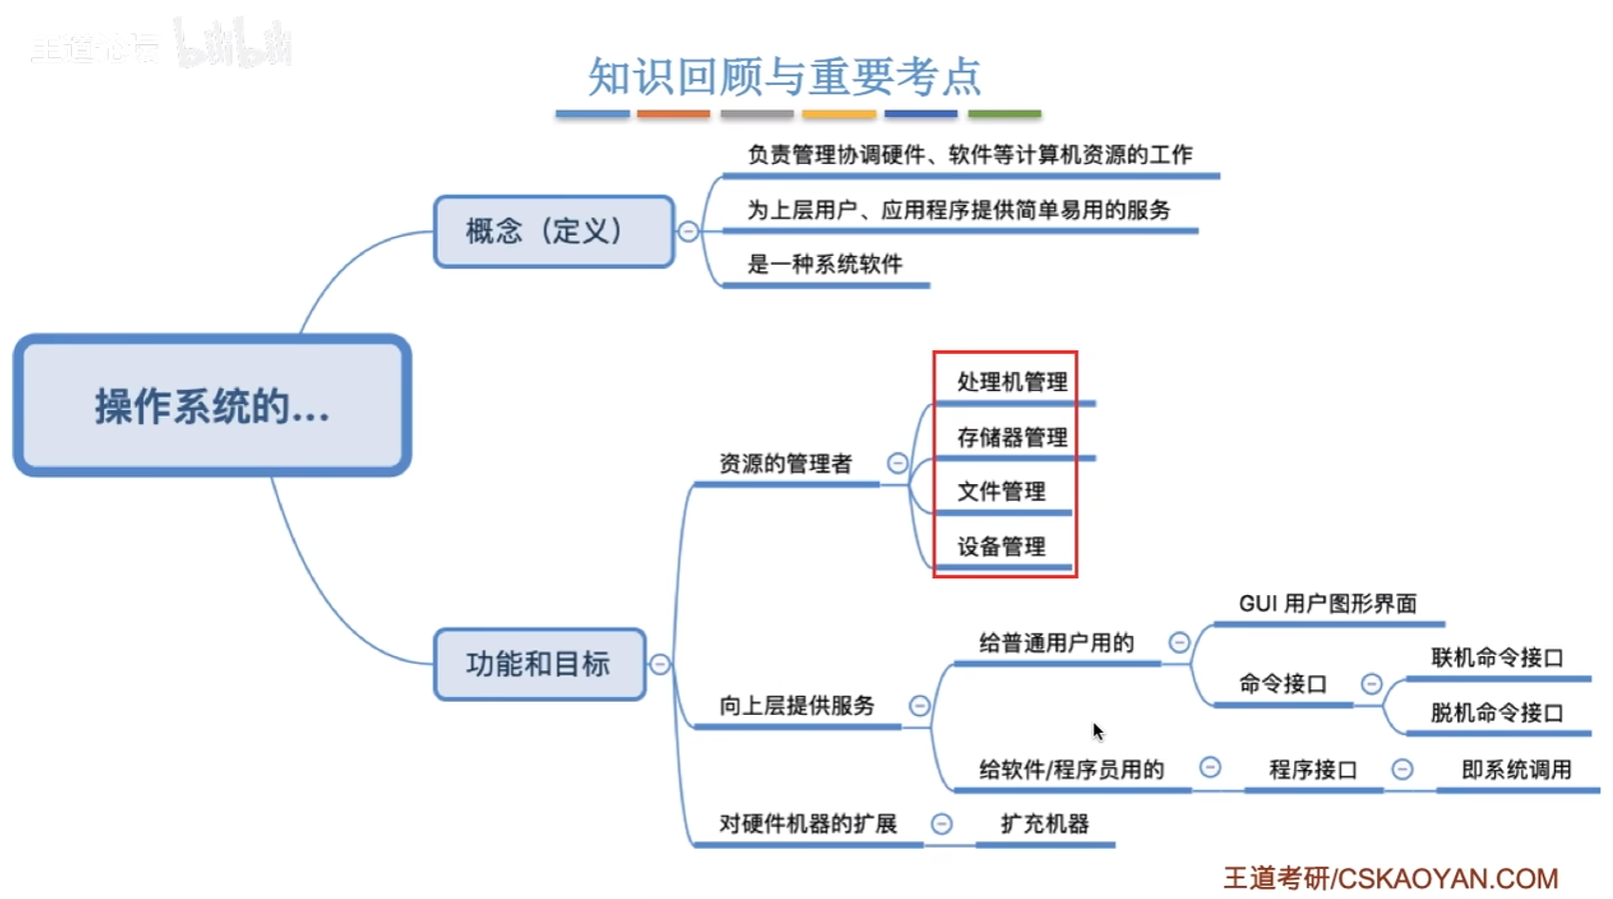 王道论坛 bilibili
知识回顾与重要考点
负责管理协调硬件、软件等计算机资源的工作
概念（定义）
为上层用户、应用程序提供简单易用的服务
是一种系统软件
操作系统的...
处理机管理
存储器管理
资源的管理者
文件管理
设备管理
功能和目标
GUI 用户图形界面
给普通用户用的
联机命令接口
命令接口
脱机命令接口
向上层提供服务
给软件/程序员用的
程序接口
即系统调用
对硬件机器的扩展
扩充机器
王道考研/CSKAOYAN.COM